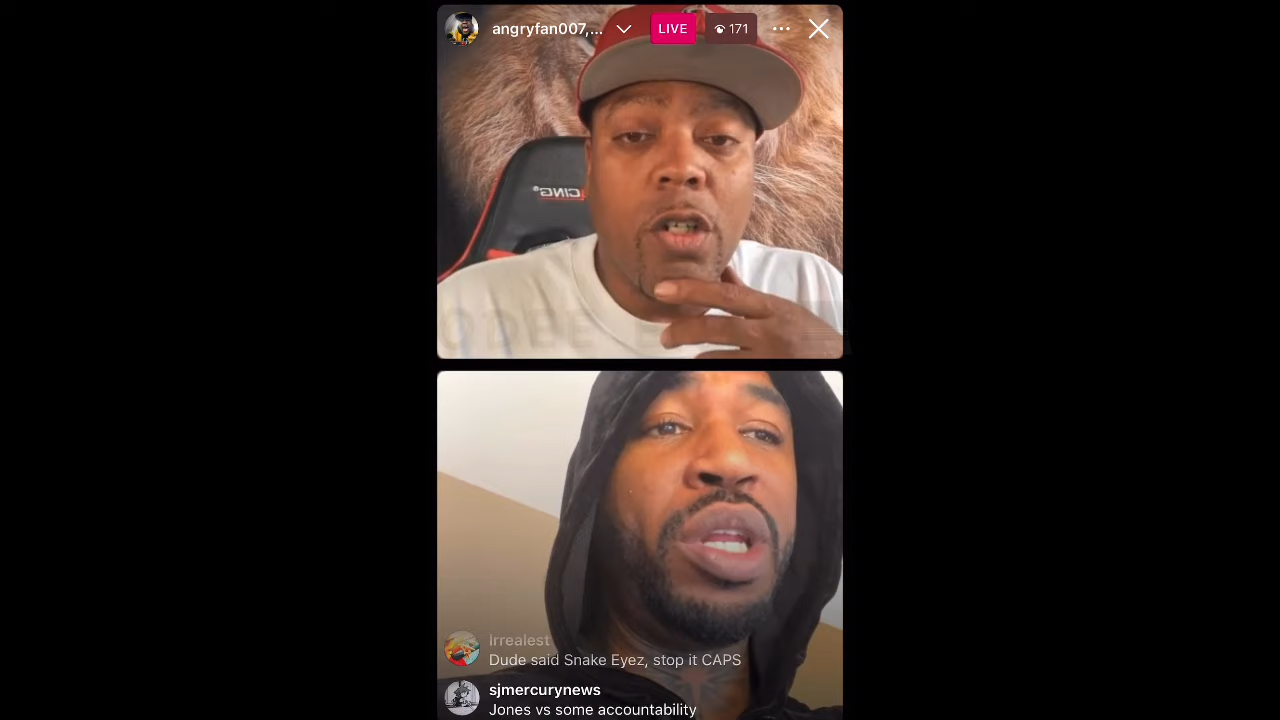 angryfan007,...
LIVE
171
Irrealest
Dude said Snake Eyez, stop it CAPS
sjmercurynews
Jones vs some accountability